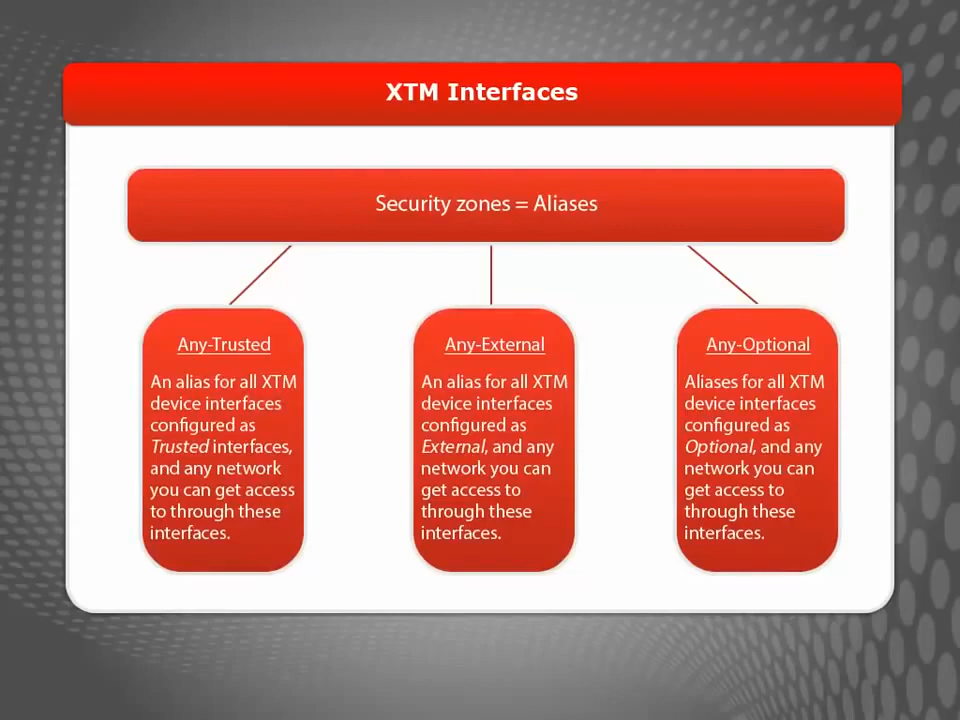 XTM Interfaces
Security zones = Aliases
Any-Trusted
An alias for all XTM
device interfaces
configured as
Trusted interfaces,
and any network
you can get access
to through these
interfaces.
Any-External
An alias for all XTM
device interfaces
configured as
External, and any
network you can
get access to
through these
interfaces.
Any-Optional
Aliases for all XTM
device interfaces
configured as
Optional, and any
network you can
get access to
through these
interfaces.